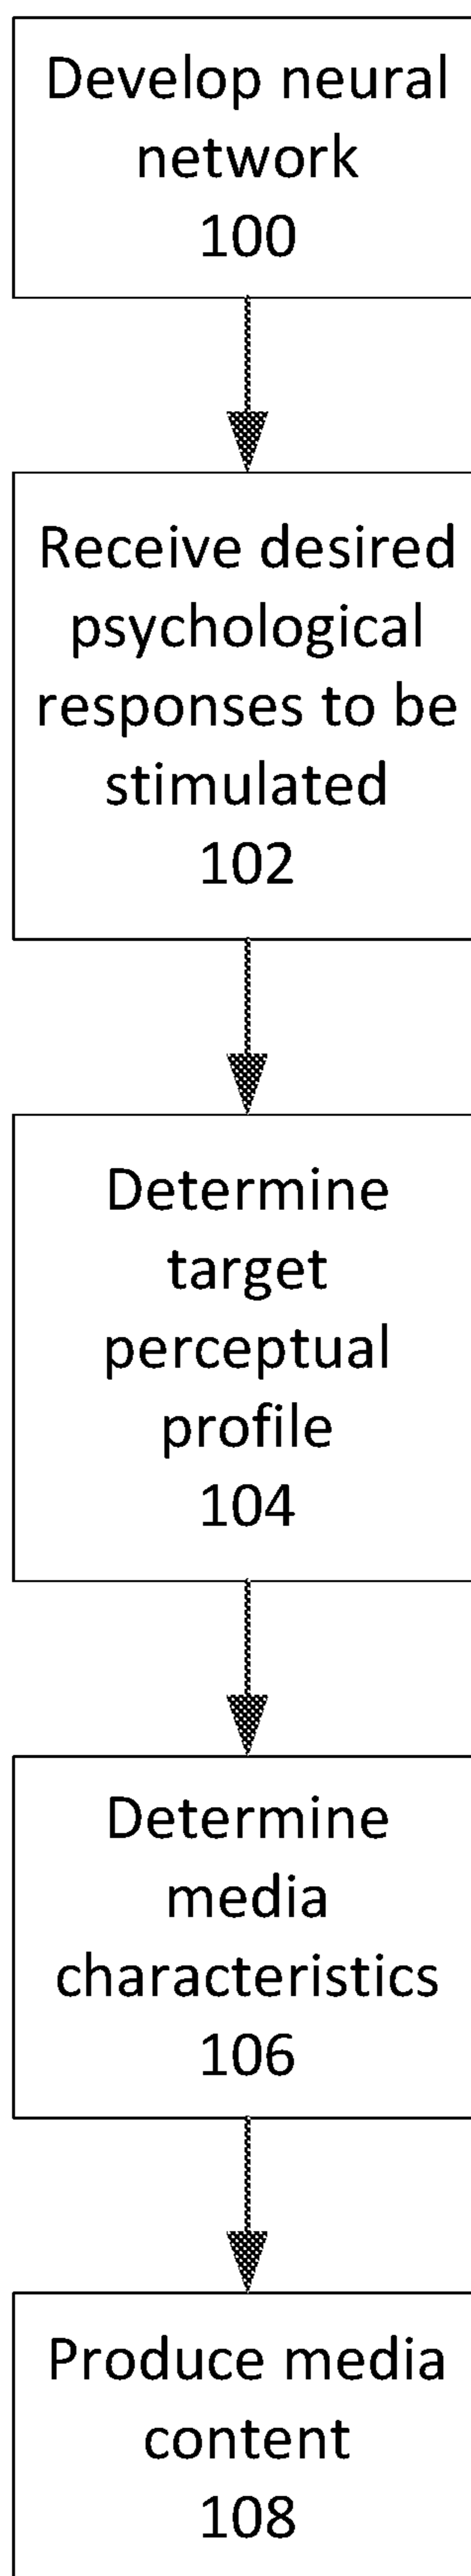 Develop neural
network
100
Receive desired
psychological
responses to be
stimulated
102
Determine
target
perceptual
profile
104
Determine
media
characteristics
106
Produce media
content
108